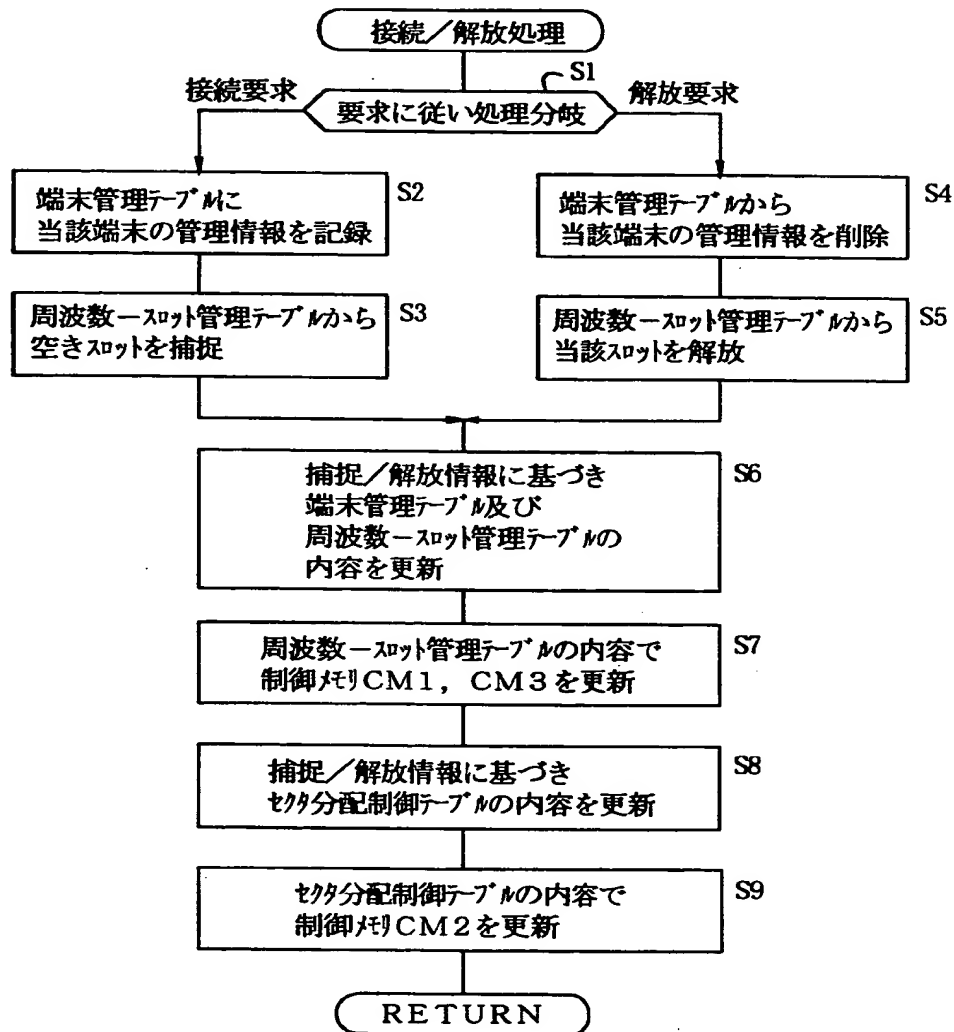 接続／解放処理
S1
接続要求
要求に従い処理分岐
解放要求
端末管理ﾃｰﾌﾞﾙに
当該端末の管理情報を記録
S2
端末管理ﾃｰﾌﾞﾙから
当該端末の管理情報を削除
S4
周波数－ｽﾛｯﾄ管理ﾃｰﾌﾞﾙから
空きｽﾛｯﾄを捕捉
S3
周波数－ｽﾛｯﾄ管理ﾃｰﾌﾞﾙから
当該ｽﾛｯﾄを解放
S5
捕捉／解放情報に基づき
端末管理ﾃｰﾌﾞﾙ及び
周波数－ｽﾛｯﾄ管理ﾃｰﾌﾞﾙの
内容を更新
S6
周波数－ｽﾛｯﾄ管理ﾃｰﾌﾞﾙの内容で
制御ﾒﾓﾘＣＭ１，ＣＭ３を更新
S7
捕捉／解放情報に基づき
ｾｸﾀ分配制御ﾃｰﾌﾞﾙの内容を更新
S8
ｾｸﾀ分配制御ﾃｰﾌﾞﾙの内容で
制御ﾒﾓﾘＣＭ２を更新
S9
ＲＥＴＵＲＮ